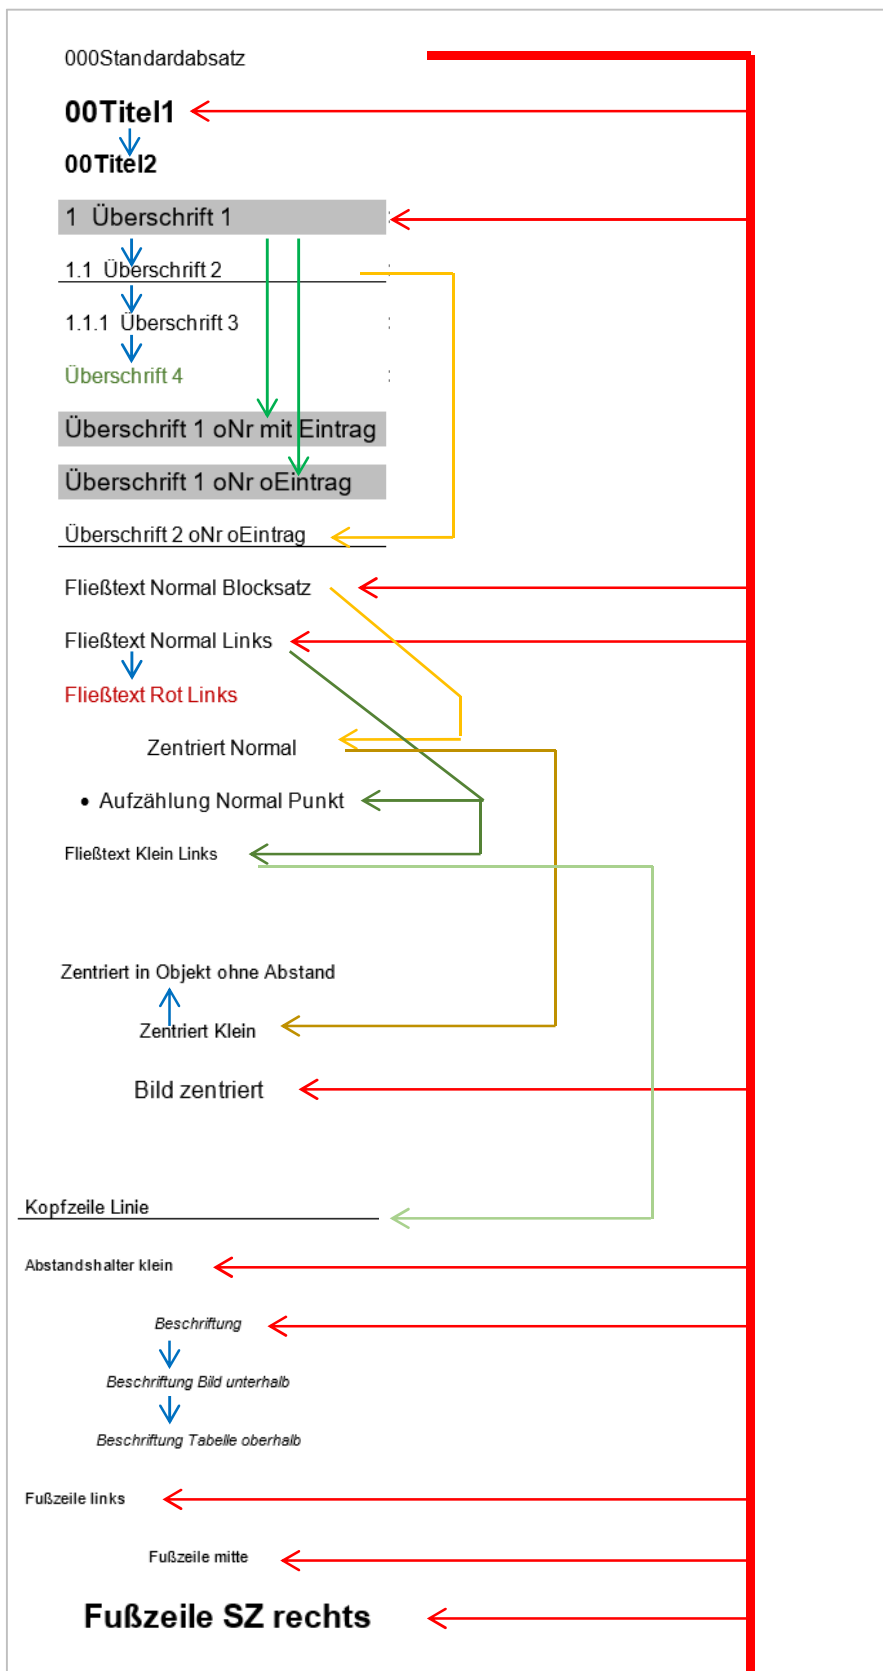 000Standardabsatz
00Titel1
00Titel2
1 Überschrift 1
1.1 Überschrift 2
1.1.1 Überschrift 3
Überschrift 4
Überschrift 1 oNr mit Eintrag
Überschrift 1 oNr oEintrag
Überschrift 2 oNr oEintrag
Fließtext Normal Blocksatz
Fließtext Normal Links
Fließtext Rot Links
Zentriert Normal
• Aufzählung Normal Punkt
Fließtext Klein Links
Zentriert in Objekt ohne Abstand
Zentriert Klein
Bild zentriert
Kopfzeile Linie
Abstandshalter klein
Beschriftung
Beschriftung Bild unterhalb
Beschriftung Tabelle oberhalb
Fußzeile links
Fußzeile mitte
Fußzeile SZ rechts